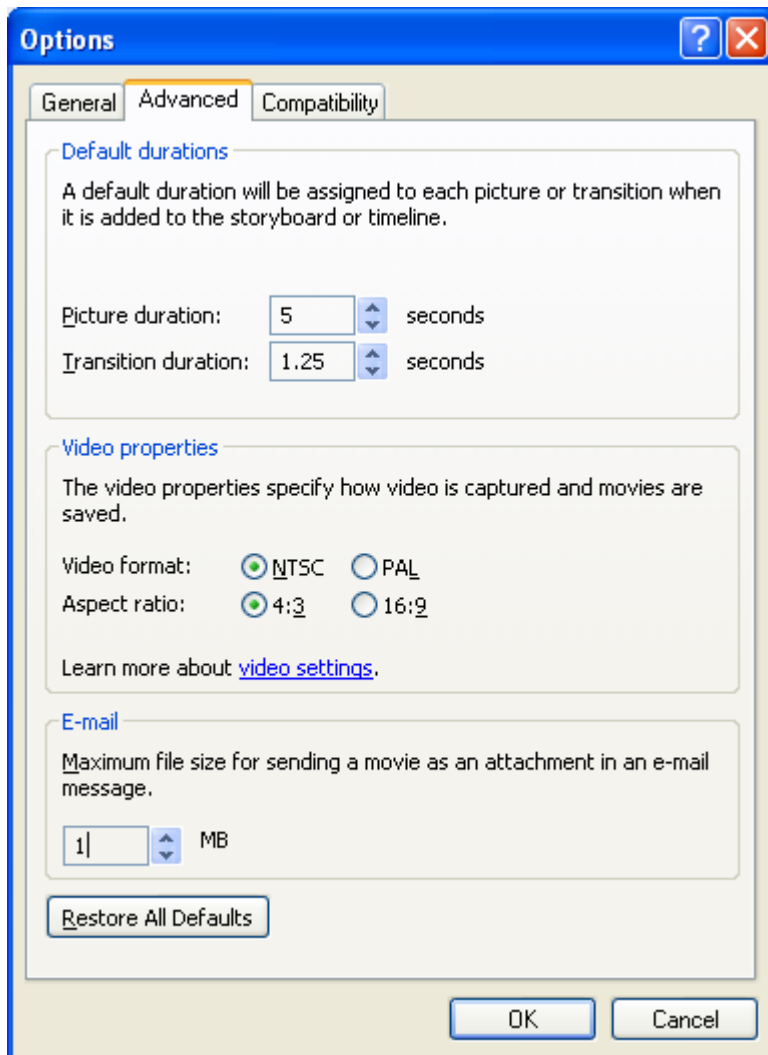 Options
General Advanced Compatibility
Default durations
A default duration will be assigned to each picture or transition when
it is added to the storyboard or timeline.
Picture duration: 5 seconds
Transition duration: 1.25 seconds
Video properties
The video properties specify how video is captured and movies are
saved.
Video format: NTSC PAL
Aspect ratio: 4:3 16:9
Learn more about video settings.
E-mail
Maximum file size for sending a movie as an attachment in an e-mail
message.
1 MB
Restore All Defaults
OK Cancel